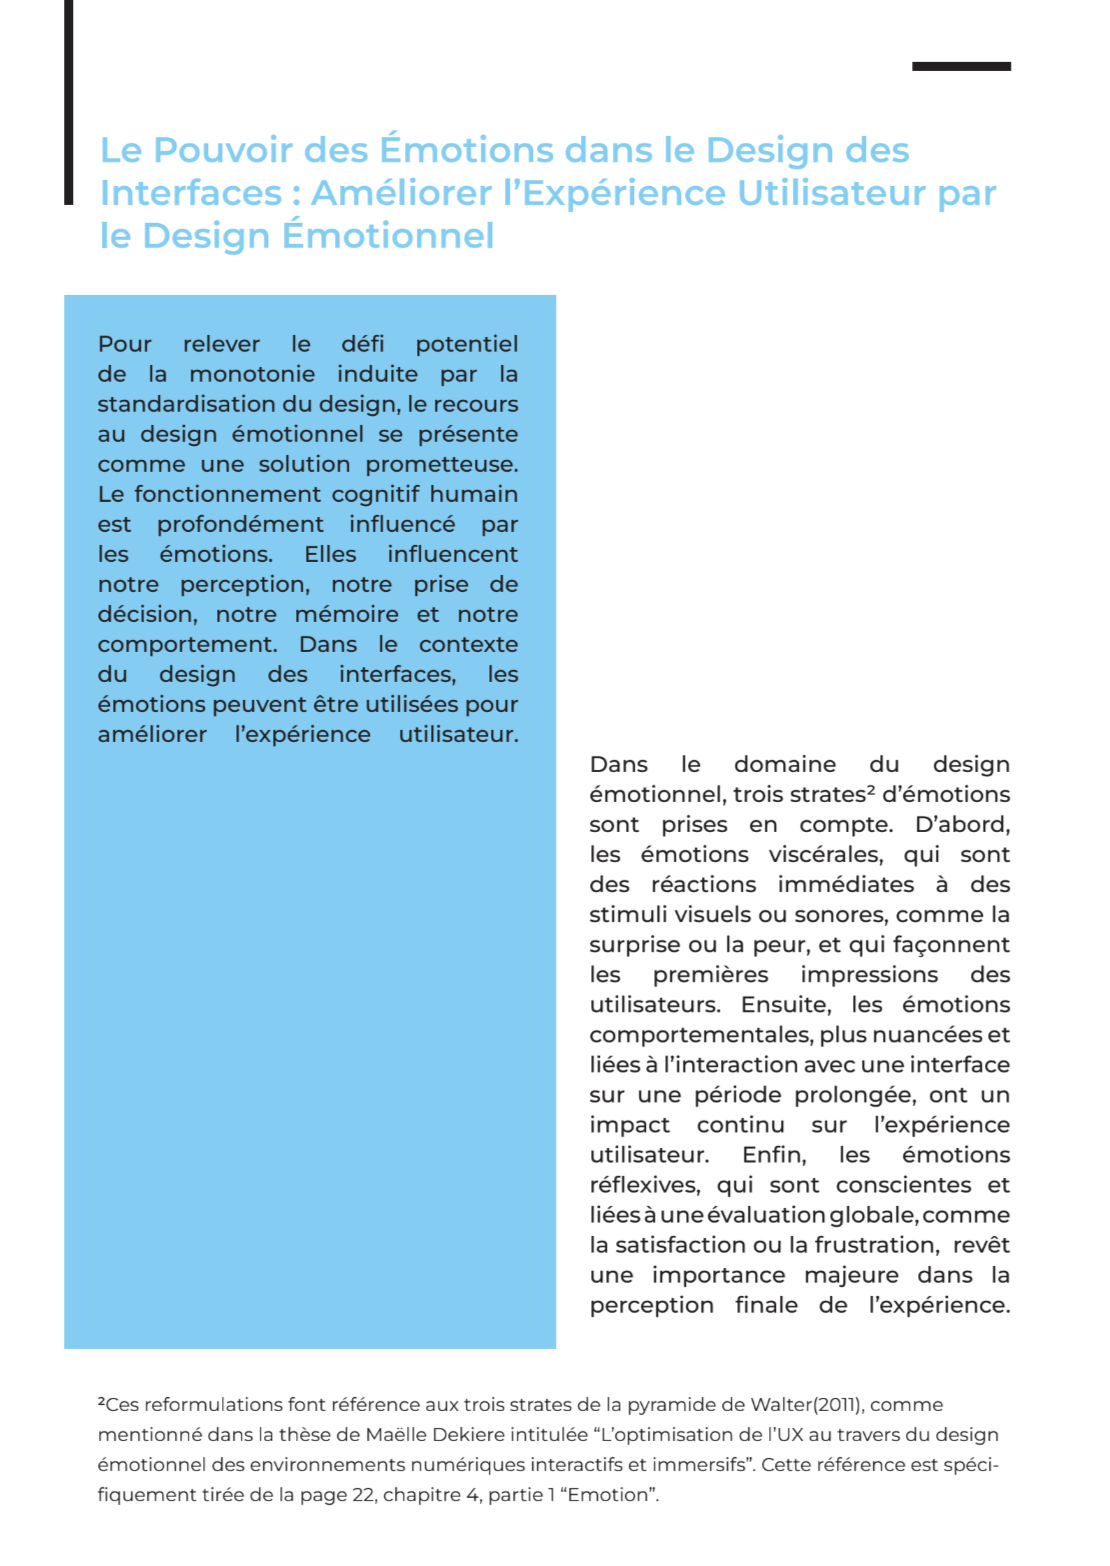 Le Pouvoir des Émotions dans le Design des
Interfaces : Améliorer l’Expérience Utilisateur par
le Design Émotionnel
Pour relever le défi potentiel
de la monotonie induite par la
standardisation du design, le recours
au design émotionnel se présente
comme une solution prometteuse.
Le fonctionnement cognitif humain
est profondément influencé par
les émotions. Elles influencent
notre perception, notre prise de
décision, notre mémoire et notre
comportement. Dans le contexte
du design des interfaces, les
émotions peuvent être utilisées pour
améliorer l’expérience utilisateur.
Dans le domaine du design
émotionnel, trois strates² d’émotions
sont prises en compte. D’abord,
les émotions viscérales, qui sont
des réactions immédiates à des
stimuli visuels ou sonores, comme la
surprise ou la peur, et qui façonnent
les premières impressions des
utilisateurs. Ensuite, les émotions
comportementales, plus nuancées et
liées à l’interaction avec une interface
sur une période prolongée, ont un
impact continu sur l’expérience
utilisateur. Enfin, les émotions
réflexives, qui sont conscientes et
liées à une évaluation globale, comme
la satisfaction ou la frustration, revêt
une importance majeure dans la
perception finale de l’expérience.
²Ces reformulations font référence aux trois strates de la pyramide de Walter(2011), comme
mentionné dans la thèse de Maëlle Dekiere intitulée “L’optimisation de l’UX au travers du design
émotionnel des environnements numériques interactifs et immersifs”. Cette référence est spéci-
fiquement tirée de la page 22, chapitre 4, partie 1 “Emotion”.